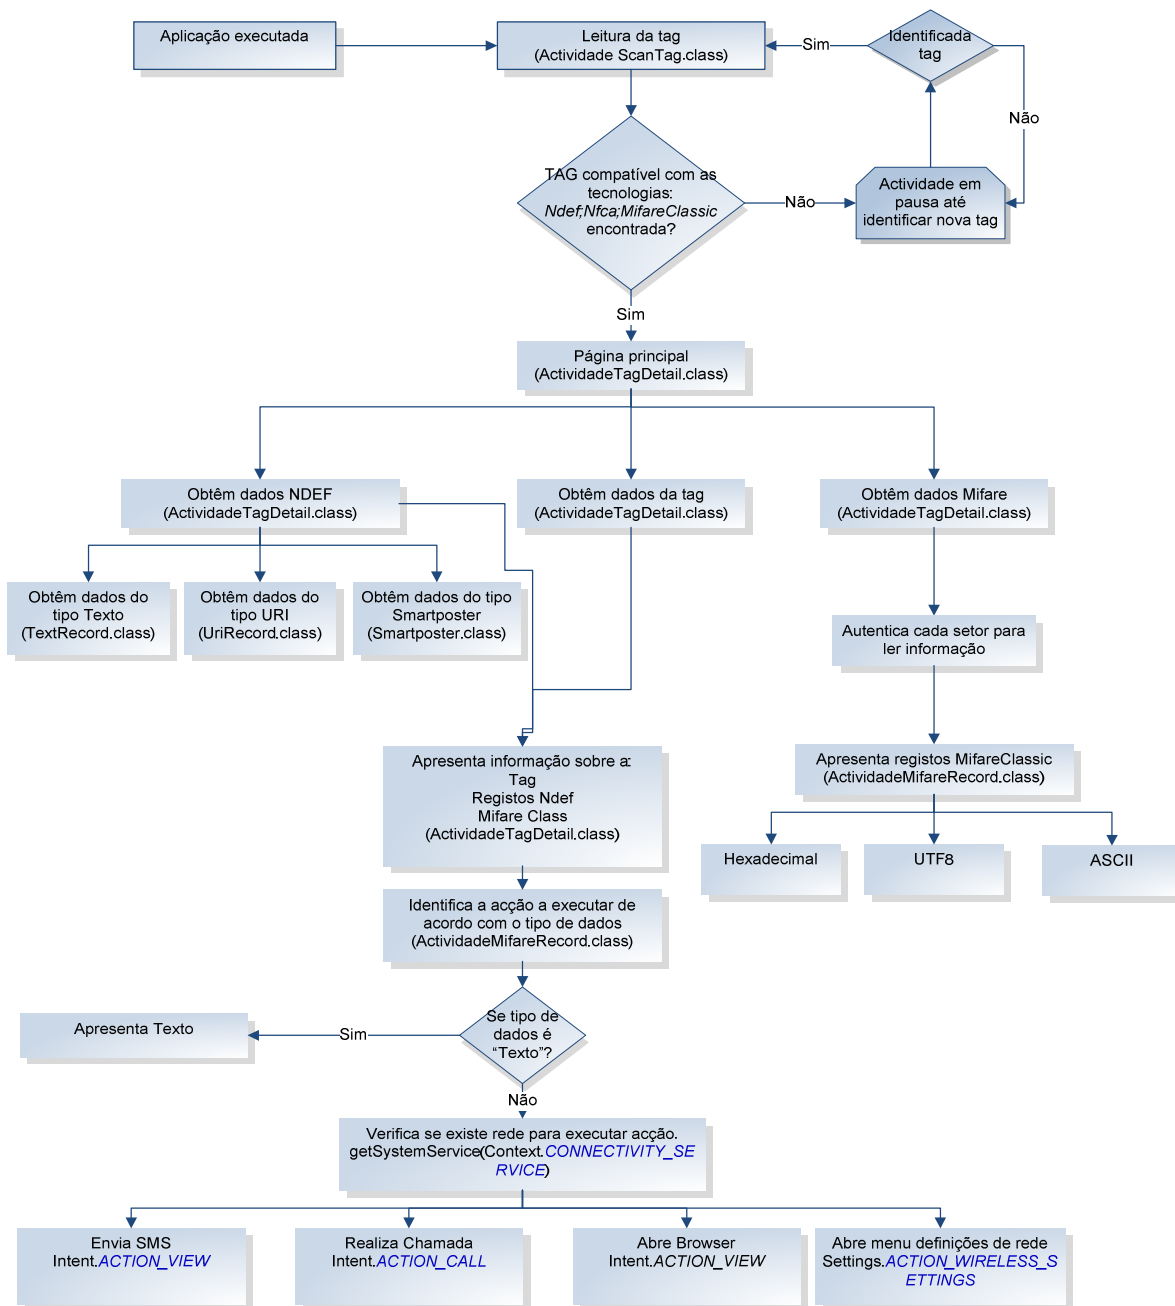 Aplicação executada
Leitura da tag
(Actividade ScanTag.class)
Sim
Identificada
tag
Não
TAG compatível com as
tecnologias:
Ndef;Nfca;MifareClassic
encontrada?
Não
Actividade em
pausa até
identificar nova tag
Sim
Página principal
(ActividadeTagDetail.class)
Obtêm dados NDEF
(ActividadeTagDetail.class)
Obtêm dados da tag
(ActividadeTagDetail.class)
Obtêm dados Mifare
(ActividadeTagDetail.class)
Obtêm dados do
tipo Texto
(TextRecord.class)
Obtêm dados do
tipo URI
(UriRecord.class)
Obtêm dados do tipo
Smartposter
(Smartposter.class)
Autentica cada setor para
ler informação
Apresenta informação sobre a:
Tag
Registos Ndef
Mifare Class
(ActividadeTagDetail.class)
Apresenta registos MifareClassic
(ActividadeMifareRecord.class)
Hexadecimal
UTF8
ASCII
Identifica a acção a executar de
acordo com o tipo de dados
(ActividadeMifareRecord.class)
Apresenta Texto
Sim
Se tipo de
dados é
“Texto”?
Não
Verifica se existe rede para executar acção.
getSystemService(Context.CONNECTIVITY_SE
RVICE)
Envia SMS
Intent.ACTION_VIEW
Realiza Chamada
Intent.ACTION_CALL
Abre Browser
Intent.ACTION_VIEW
Abre menu definições de rede
Settings.ACTION_WIRELESS_S
ETTINGS